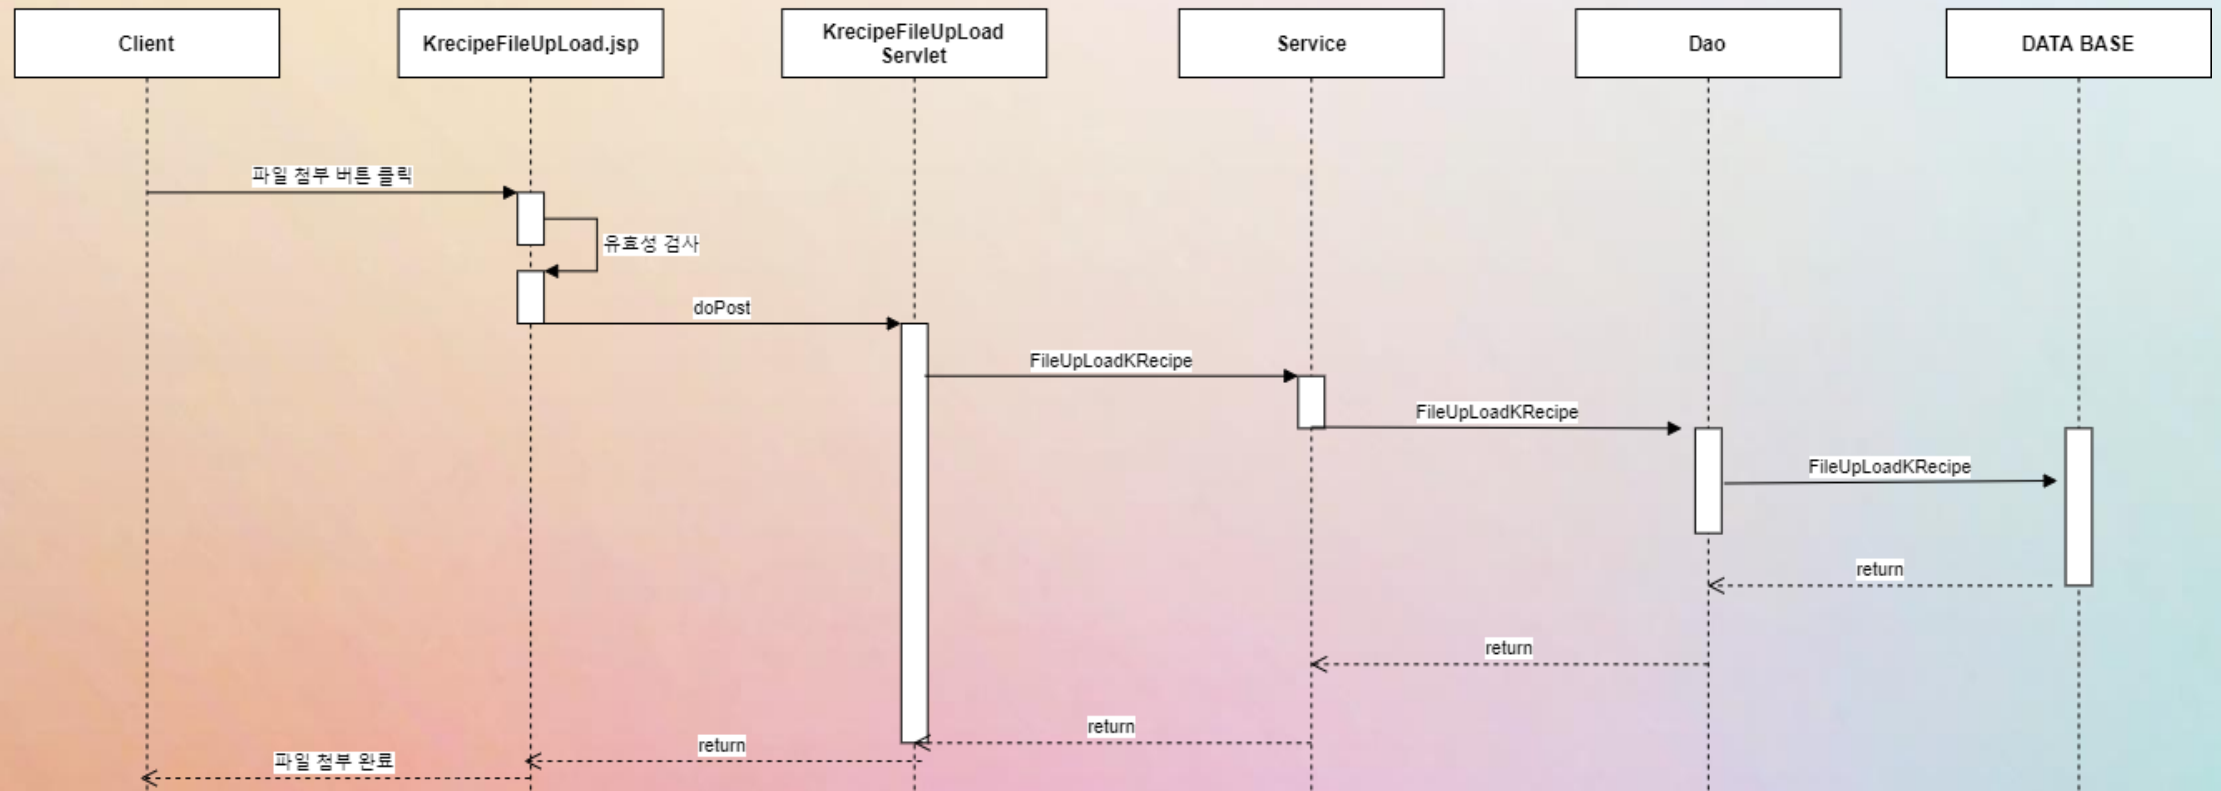 Client
KrecipeFileUpLoad.jsp
KrecipeFileUpLoad
Servlet
Service
Dao
DATA BASE
파일 첨부 버튼 클릭
유효성 검사
doPost
FileUpLoadKRecipe
FileUpLoadKRecipe
FileUpLoadKRecipe
return
return
return
return
파일 첨부 완료